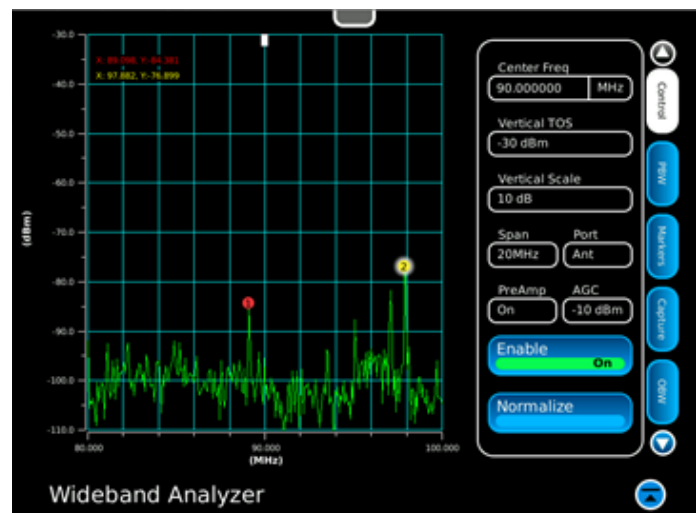 -30.0
X: 89.098, Y:-84.381
X: 97.882, Y:-76.899
-40.0
-50.0
-60.0
-70.0
-80.0
-90.0
-100.0
-110.0
(dBm)
1
2
80.000
90.000
100.000
(MHz)
Center Freq
90.000000 MHz
Vertical TOS
-30 dBm
Vertical Scale
10 dB
Span Port
20MHz Ant
PreAmp AGC
On -10 dBm
Enable
On
Normalize
Control
PBW
Markers
Capture
OBW
Wideband Analyzer